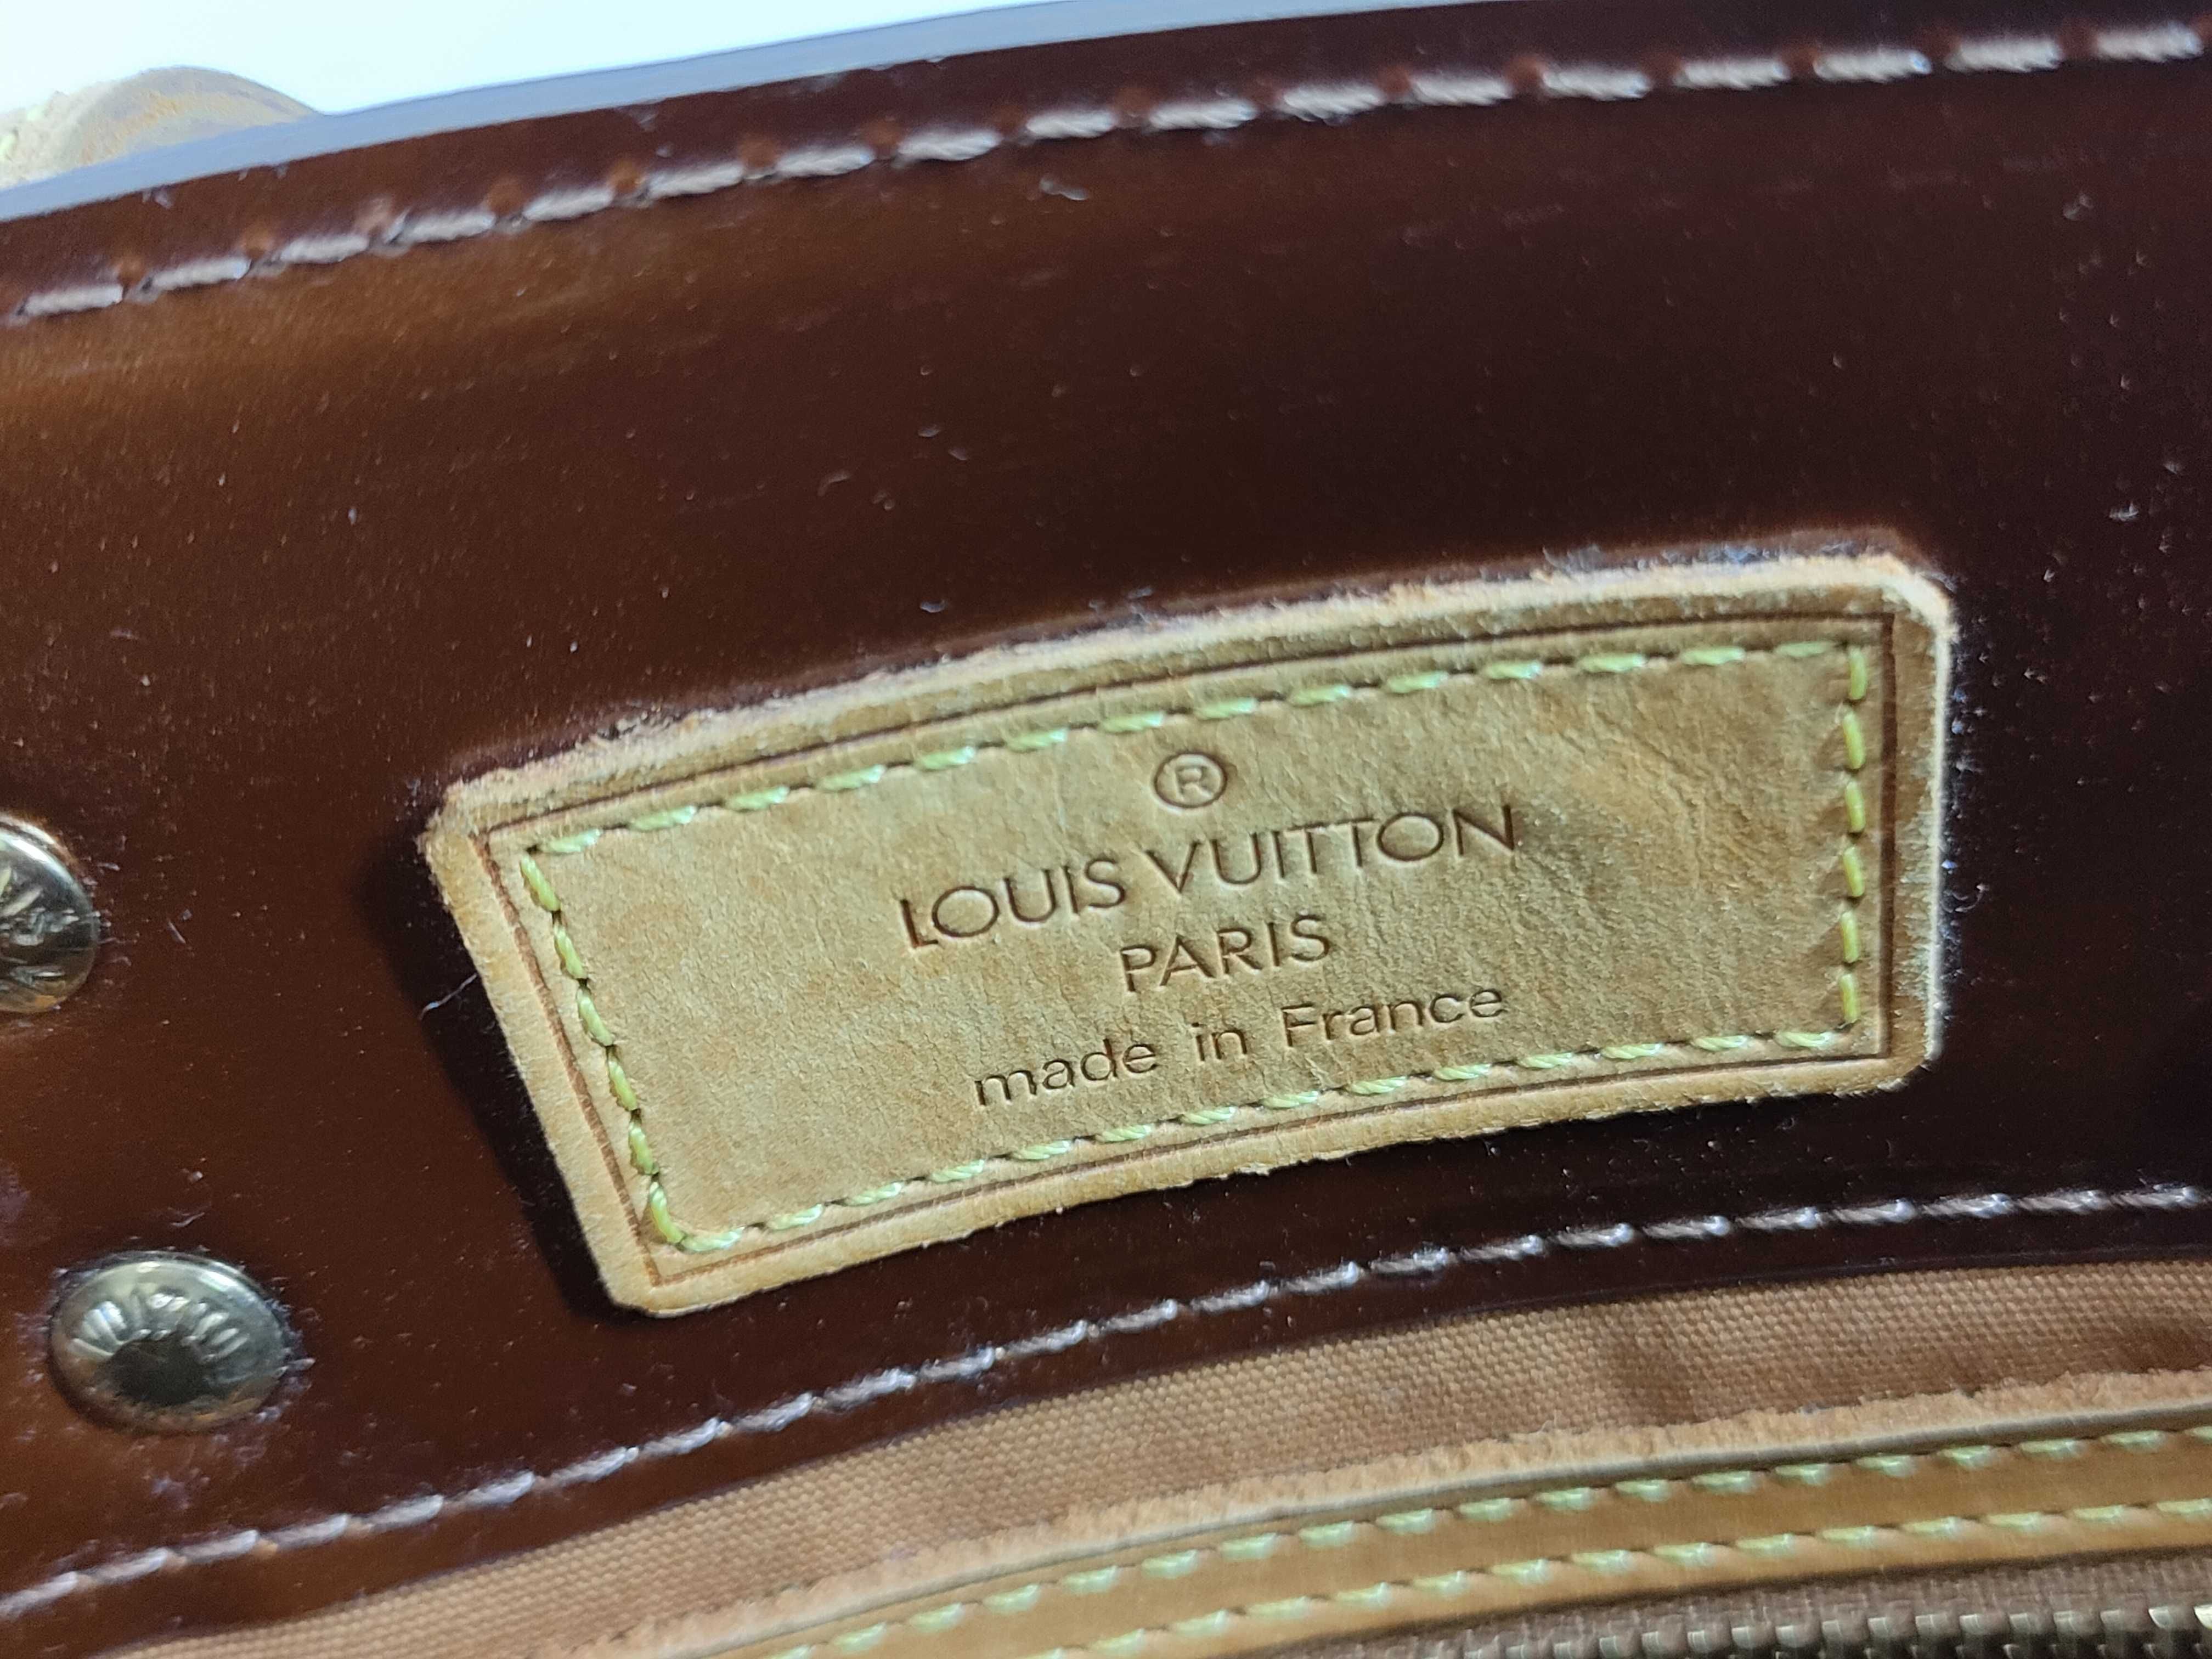 ®
LOUIS VUITTON
PARIS
made in France